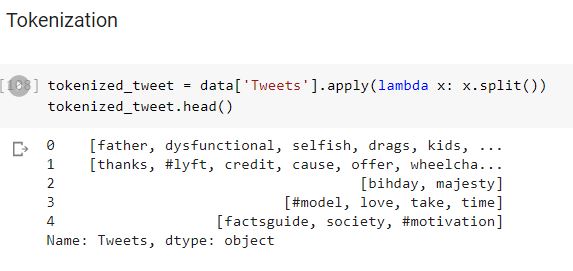 Tokenization
[108] tokenized_tweet = data['Tweets'].apply(lambda x: x.split())
tokenized_tweet.head()
0 [father, dysfunctional, selfish, drags, kids, ...
1 [thanks, #lyft, credit, cause, offer, wheelcha...
2 [bihday, majesty]
3 [#model, love, take, time]
4 [factsguide, society, #motivation]
Name: Tweets, dtype: object